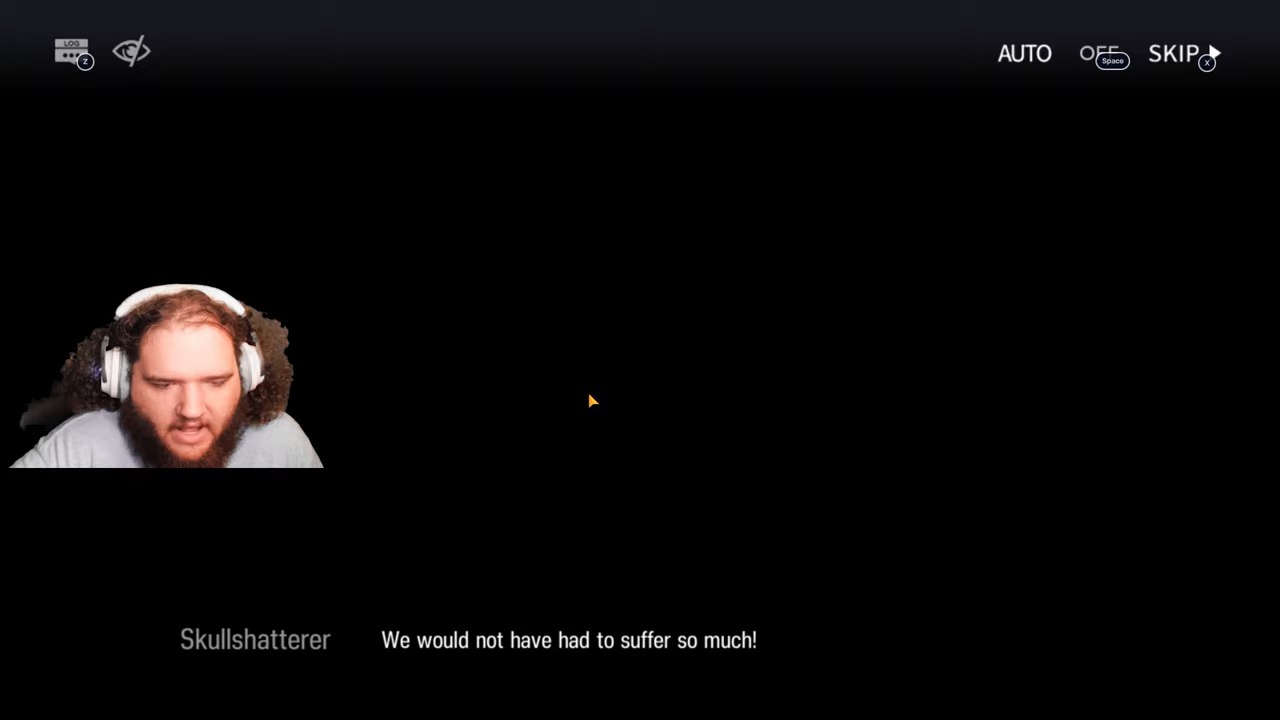 LOG
Z
AUTO
OFF
Space
SKIP
X
Skullshatterer
We would not have had to suffer so much!